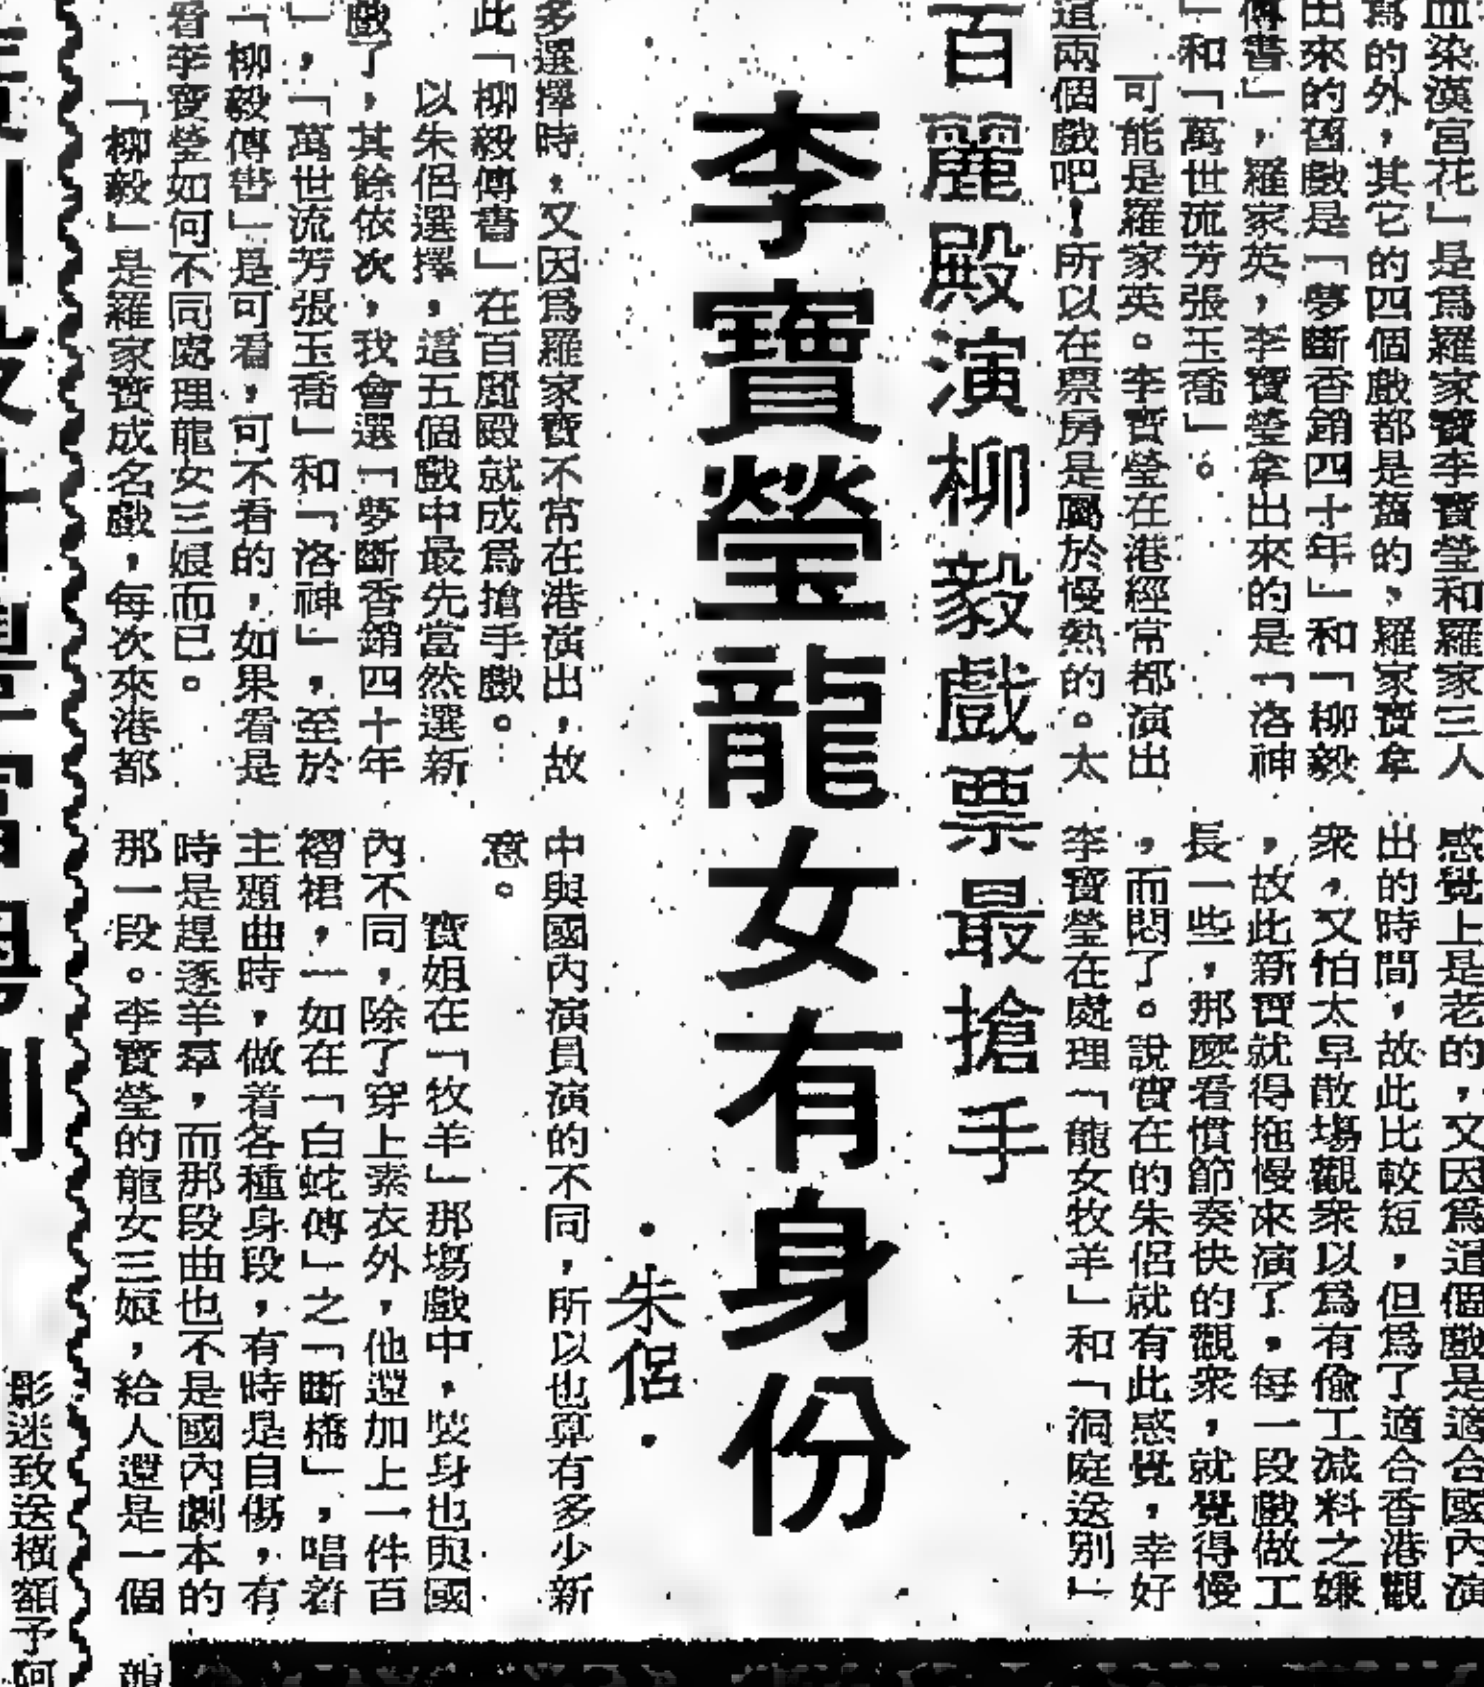 百麗殿演柳毅戲票最搶手
李寶瑩龍女有身份
·朱侶·
血染漢宮花」是爲羅家寶李寶瑩和羅家三人
爲的外,其它的四個戲都是舊的,羅家寶拿
出來的舊戲是「夢斷香銷四十年」和「柳毅
傳書」,羅家英,李寶瑩拿出來的是「洛神
」和「萬世流芳張玉喬」。
可能是羅家英。李寶瑩在港經常都演出
這兩個戲吧!所以在票房是屬於慢熱的。太
多選擇時,又因爲羅家寶不常在港演出,故
此「柳毅傳書」在百麗殿就成爲搶手戲。
以朱侶選擇,這五個戲中最先當然選新
戲了,其餘依次,我會選「夢斷香銷四十年
」,「萬世流芳張玉喬」和「洛神」,至於
「柳毅傳書」是可看,可不看的,如果看是
看李寶瑩如何不同處理龍女三娘而已。
「柳毅」是羅家寶成名戲,每次來港都
感覺上是老的,又因爲這個戲是適合國內演
出的時間,故此比較短,但爲了適合香港觀
衆,又怕太早散場觀衆以爲有偷工減料之嫌
,故此新寶就得拖慢來演了,每一段戲做工
長一些,那麼看慣節奏快的觀衆,就覺得慢
,而悶了。說實在的朱侶就有此感覺,幸好
李寶瑩在處理「龍女牧羊」和「洞庭送別」
中與國內演員演的不同,所以也算有多少新
意。
寶姐在「牧羊」那塲戲中,裝身也與國
內不同,除了穿上素衣外,他還加上一件百
褶裙,一如在「白蛇傳」之「斷橋」,唱着
主題曲時,做着各種身段,有時是自傷,有
時是趕逐羊羣,而那段曲也不是國內劇本的
那一段。李寶瑩的龍女三娘,給人還是一個
影迷致送橫額予阿